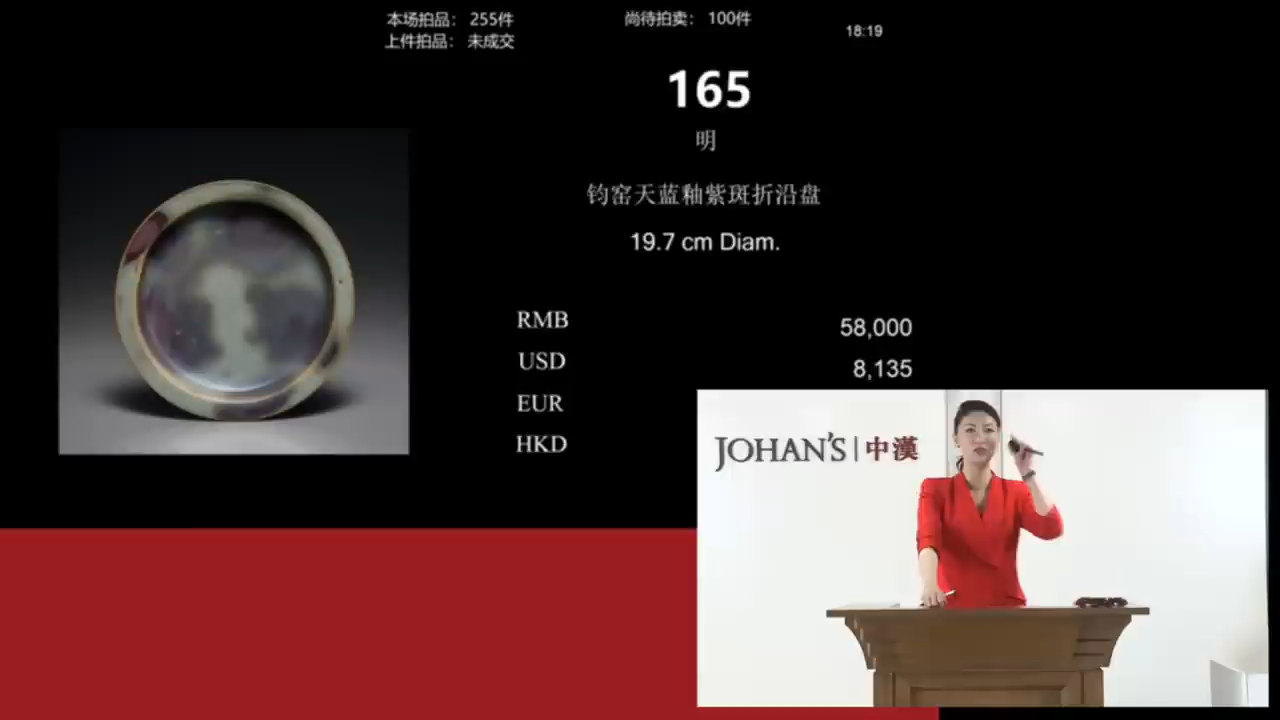 本场拍品： 255件
尚待拍卖： 100件
上件拍品： 未成交
18:19
165
明
钧窑天蓝釉紫斑折沿盘
19.7 cm Diam.
RMB 58,000
USD 8,135
EUR
HKD
JOHAN'S | 中漢